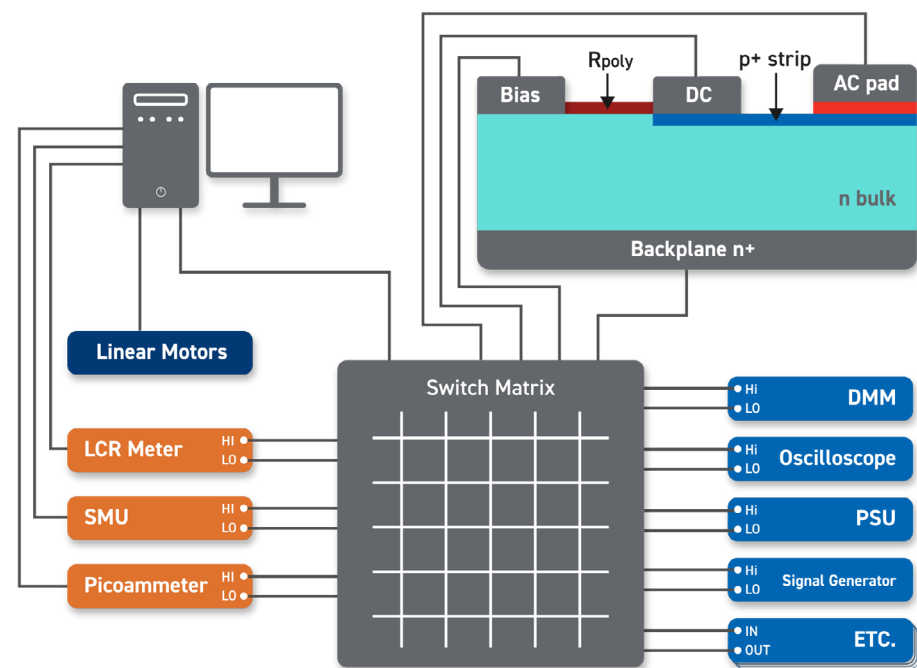 Rpoly
p+ strip
Bias
DC
AC pad
n bulk
Backplane n+
Linear Motors
Switch Matrix
LCR Meter
HI
LO
SMU
HI
LO
Picoammeter
HI
LO
Hi
LO
DMM
Hi
LO
Oscilloscope
Hi
LO
PSU
Hi
LO
Signal Generator
IN
OUT
ETC.